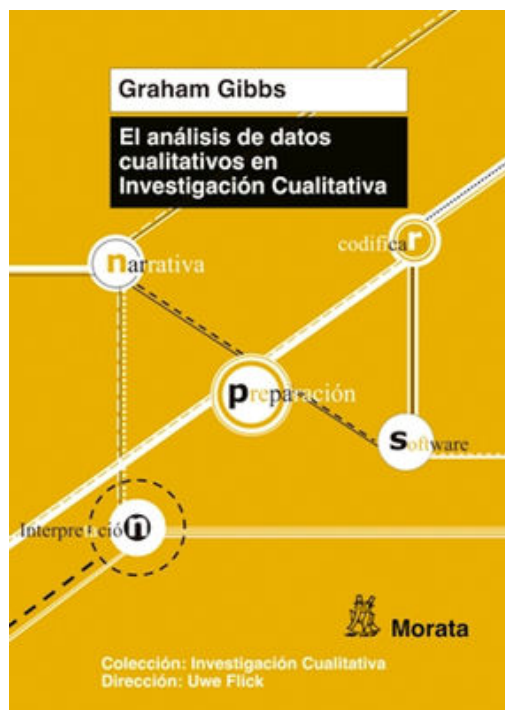 Graham Gibbs
El análisis de datos
cualitativos en
Investigación Cualitativa
codificar
narrativa
preparación
software
Interpretación
Morata
Colección: Investigación Cualitativa
Dirección: Uwe Flick